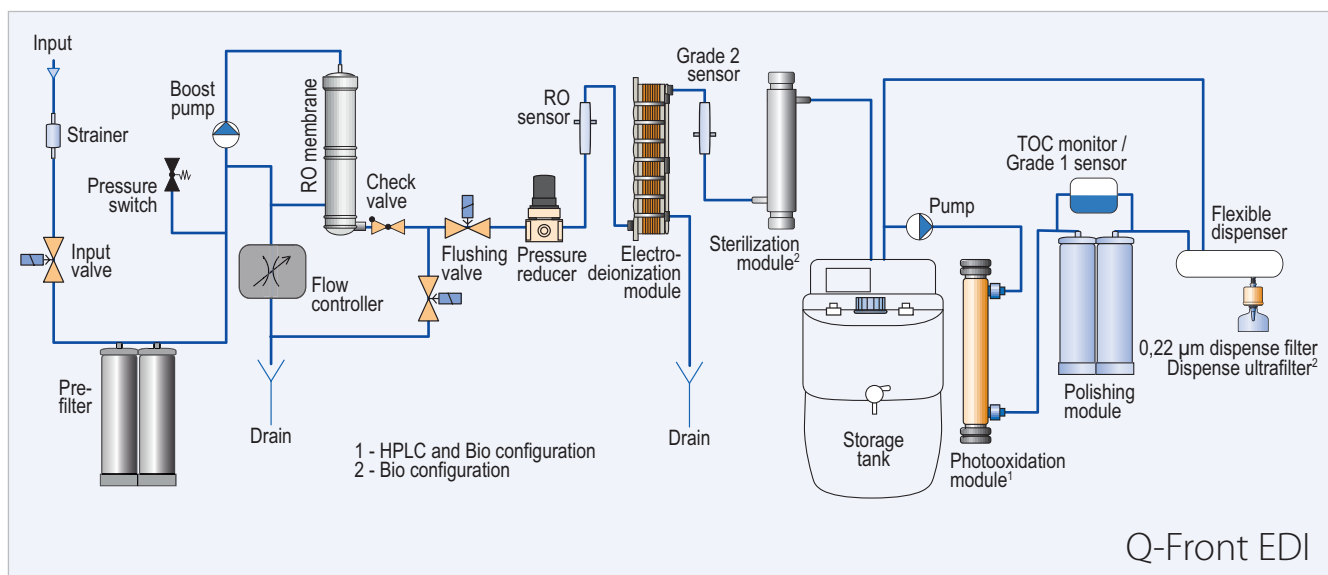 Input
Strainer
Pressure
switch
Input
valve
Pre-
filter
Boost
pump
RO membrane
Check
valve
Flow
controller
Drain
Flushing
valve
Pressure
reducer
RO
sensor
Electro-
deionization
module
Drain
Grade 2
sensor
Sterilization
module²
Pump
Storage
tank
Photooxidation
module¹
TOC monitor /
Grade 1 sensor
Polishing
module
Flexible
dispenser
0,22 µm dispense filter
Dispense ultrafilter²
1 - HPLC and Bio configuration
2 - Bio configuration
Q-Front EDI